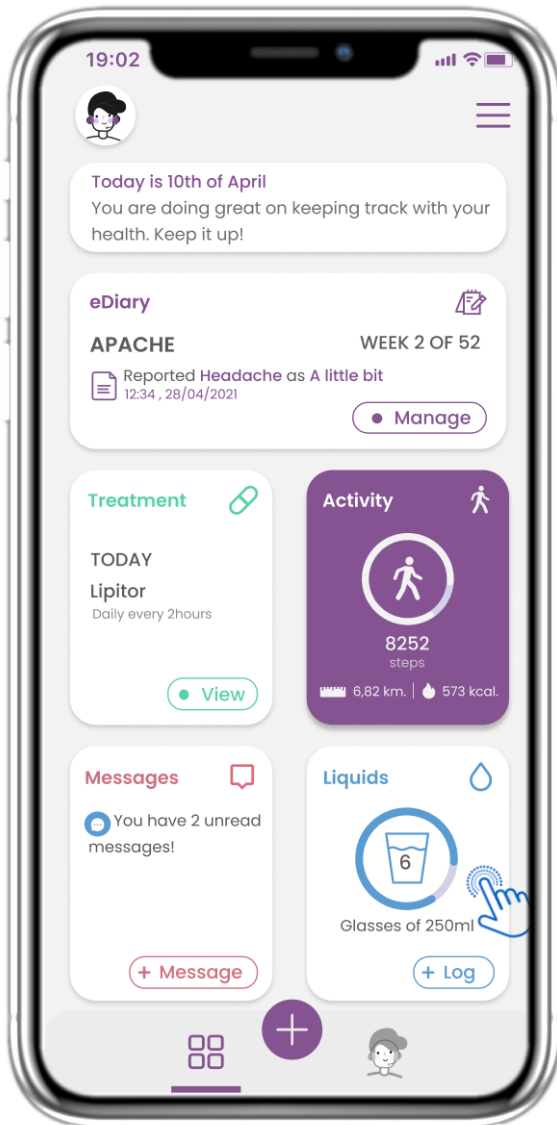 19:02
Today is 10th of April
You are doing great on keeping track with your
health. Keep it up!
eDiary
APACHE
WEEK 2 OF 52
Reported Headache as A little bit
12:34 , 28/04/2021
Manage
Treatment
TODAY
Lipitor
Daily every 2hours
View
Activity
8252
steps
6,82 km.
573 kcal.
Messages
You have 2 unread
messages!
+ Message
Liquids
6
Glasses of 250ml
+ Log